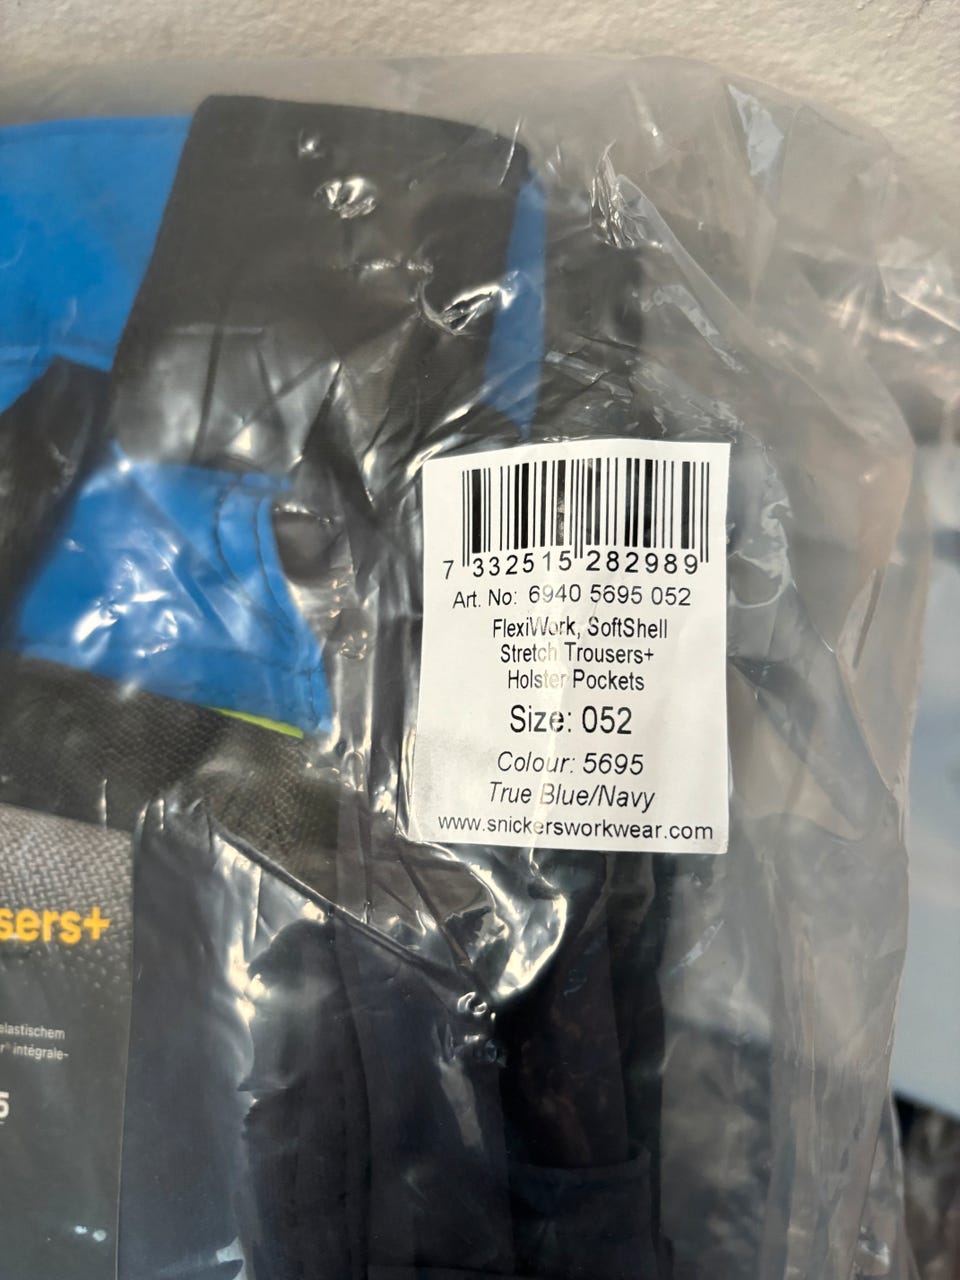 7 332515 282989
Art. No: 6940 5695 052
FlexiWork, SoftShell
Stretch Trousers+
Holster Pockets
Size: 052
Colour: 5695
True Blue/Navy
www.snickersworkwear.com
sers+
elastischem
r® intégrale-
5